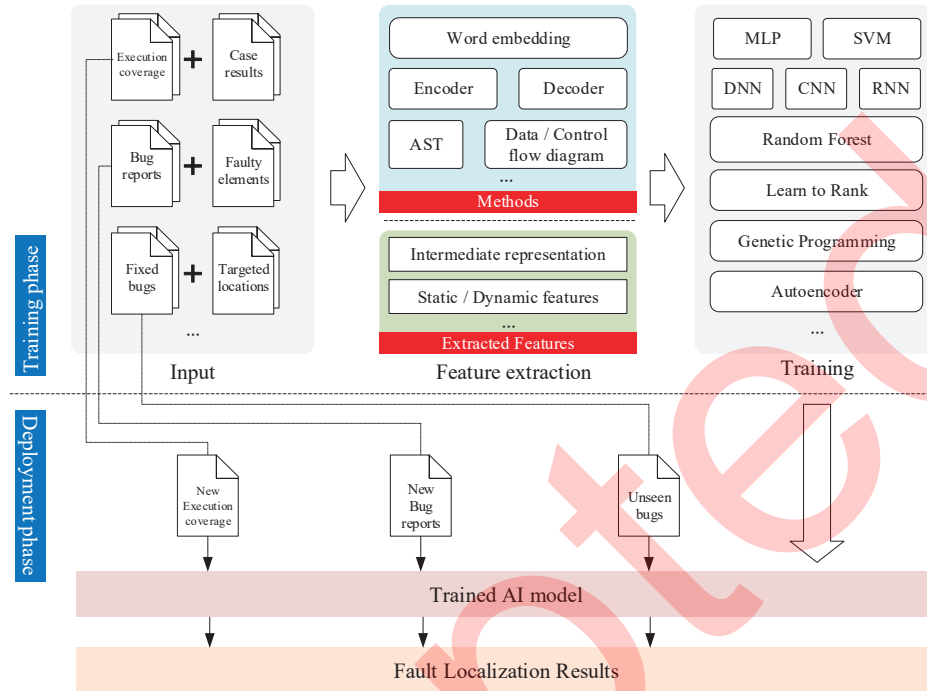 Execution
coverage
+
Case
results
Bug
reports
+
Faulty
elements
Fixed
bugs
+
Targeted
locations
...
Input
Word embedding
Encoder
Decoder
AST
Data / Control
flow diagram
...
Methods
Intermediate representation
Static / Dynamic features
...
Extracted Features
Feature extraction
MLP
SVM
DNN
CNN
RNN
Random Forest
Learn to Rank
Genetic Programming
Autoencoder
...
Training
Training phase
Deployment phase
New
Execution
coverage
New
Bug
reports
Unseen
bugs
Trained AI model
Fault Localization Results
pted